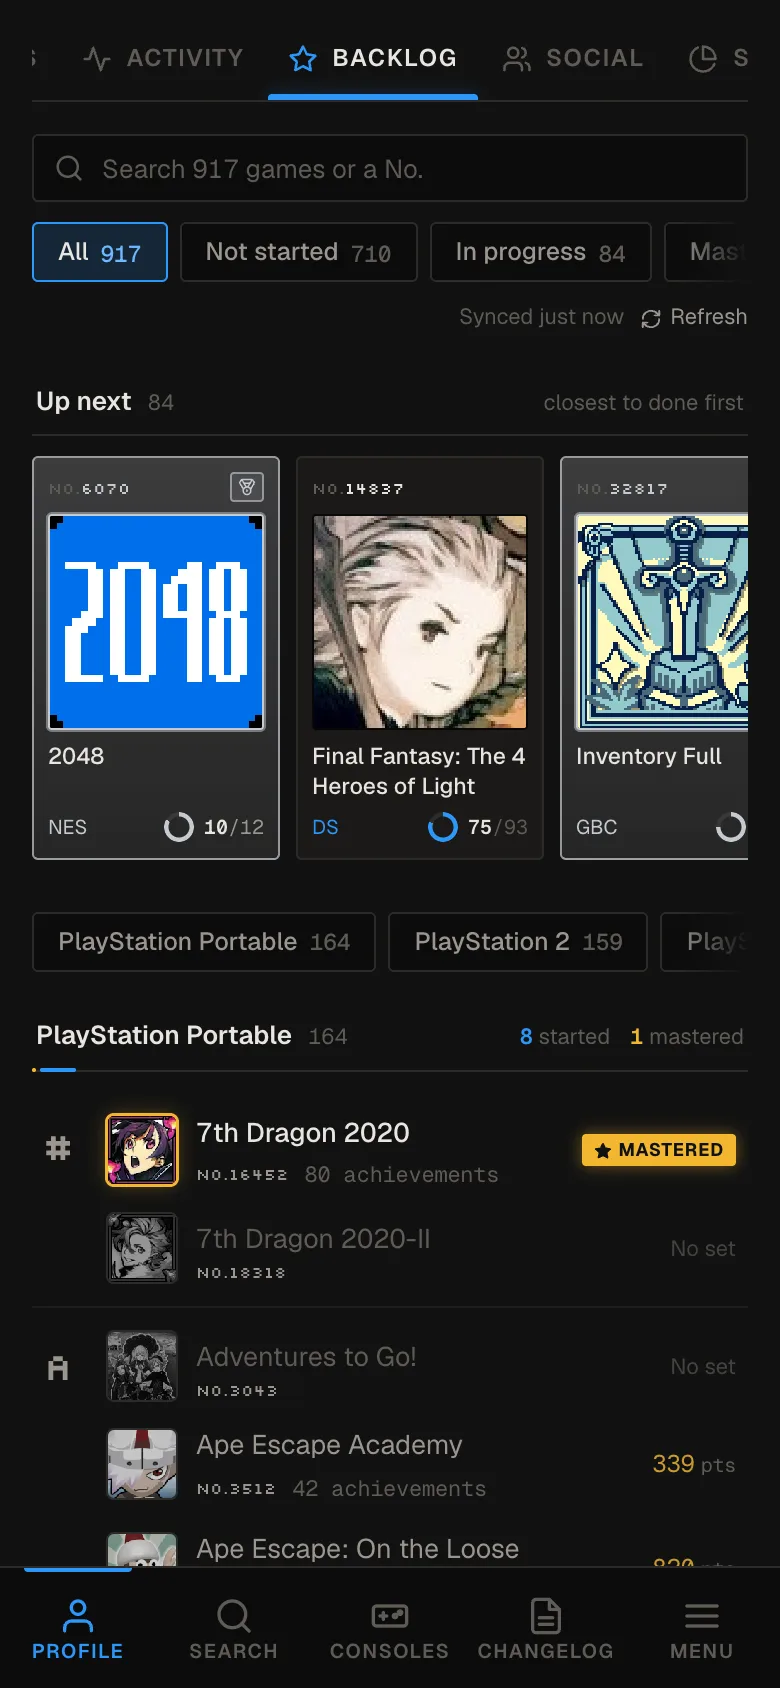 S ACTIVITY BACKLOG SOCIAL S
Search 917 games or a No.
All 917 Not started 710 In progress 84 Mast
Synced just now Refresh
Up next 84 closest to done first
NO.6070
2048
2048
NES 10/12
NO.14837
Final Fantasy: The 4
Heroes of Light
DS 75/93
NO.32817
Inventory Full
GBC
PlayStation Portable 164 PlayStation 2 159 PlayS
PlayStation Portable 164 8 started 1 mastered
#
7th Dragon 2020
NO.16452 80 achievements
MASTERED
7th Dragon 2020-II
NO.18318
No set
A
Adventures to Go!
NO.3043
No set
Ape Escape Academy
NO.3512 42 achievements
339 pts
Ape Escape: On the Loose
820 pts
PROFILE SEARCH CONSOLES CHANGELOG MENU